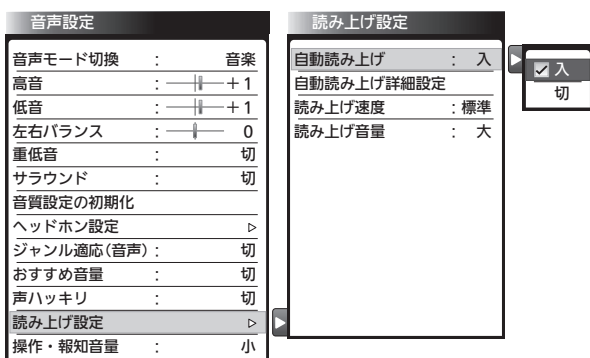 音声設定
音声モード切換 : 音楽
高音 : +1
低音 : +1
左右バランス : 0
重低音 : 切
サラウンド : 切
音質設定の初期化
ヘッドホン設定
ジャンル適応(音声) : 切
おすすめ音量 : 切
声ハッキリ : 切
読み上げ設定
操作・報知音量 : 小
読み上げ設定
自動読み上げ : 入
自動読み上げ詳細設定
読み上げ速度 : 標準
読み上げ音量 : 大
入
切